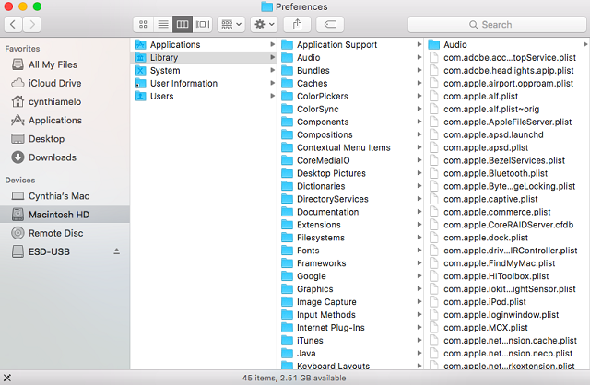 Preferences
Search
Favorites
All My Files
iCloud Drive
cynthiamelo
Applications
Desktop
Downloads
Devices
Cynthia's Mac
Macintosh HD
Remote Disc
ESD-USB
Applications
Library
System
User Information
Users
Application Support
Audio
Bundles
Caches
ColorPickers
ColorSync
Components
Compositions
Contextual Menu Items
CoreMediaIO
Desktop Pictures
Dictionaries
DirectoryServices
Documentation
Extensions
Filesystems
Fonts
Frameworks
Google
Graphics
Image Capture
Input Methods
Internet Plug-Ins
iTunes
Java
Keyboard Layouts
Audio
com.adobe.acc...topService.plist
com.adobe.headlights.apip.plist
com.apple.airport.opproam.plist
com.apple.alf.plist
com.apple.alf.plist~orig
com.apple.AppleFileServer.plist
com.apple.apsd.launchd
com.apple.apsd.plist
com.apple.BezelServices.plist
com.apple.Bluetooth.plist
com.apple.Byte...geLocking.plist
com.apple.captive.plist
com.apple.commerce.plist
com.apple.CoreRAIDServer.cfdb
com.apple.dock.plist
com.apple.driv...IRController.plist
com.apple.FindMyMac.plist
com.apple.HIToolbox.plist
com.apple.iokit...ightSensor.plist
com.apple.iPod.plist
com.apple.loginwindow.plist
com.apple.MCX.plist
com.apple.net...nsion.cache.plist
com.apple.net...nsion.necp.plist
com.apple.net...rkextension.plist
45 items, 2.51 GB available